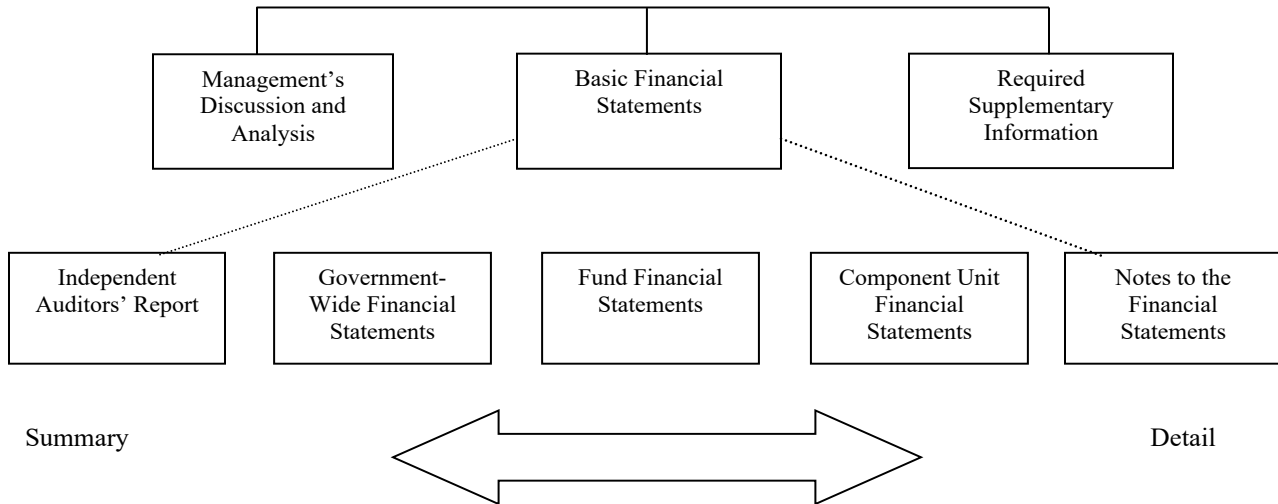 Management’s
Discussion and
Analysis
Basic Financial
Statements
Required
Supplementary
Information
Independent
Auditors’ Report
Government-
Wide Financial
Statements
Fund Financial
Statements
Component Unit
Financial
Statements
Notes to the
Financial
Statements
Summary
Detail